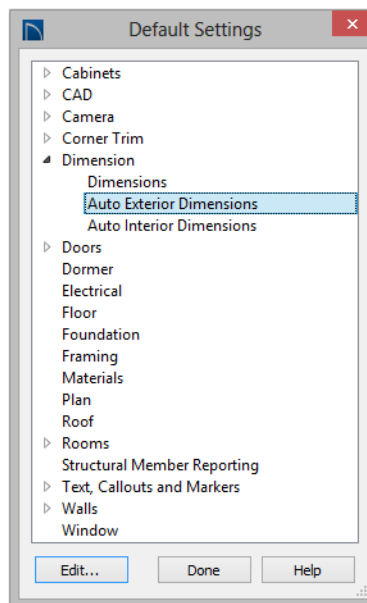 Default Settings
Cabinets
CAD
Camera
Corner Trim
Dimension
Dimensions
Auto Exterior Dimensions
Auto Interior Dimensions
Doors
Dormer
Electrical
Floor
Foundation
Framing
Materials
Plan
Roof
Rooms
Structural Member Reporting
Text, Callouts and Markers
Walls
Window
Edit... Done Help